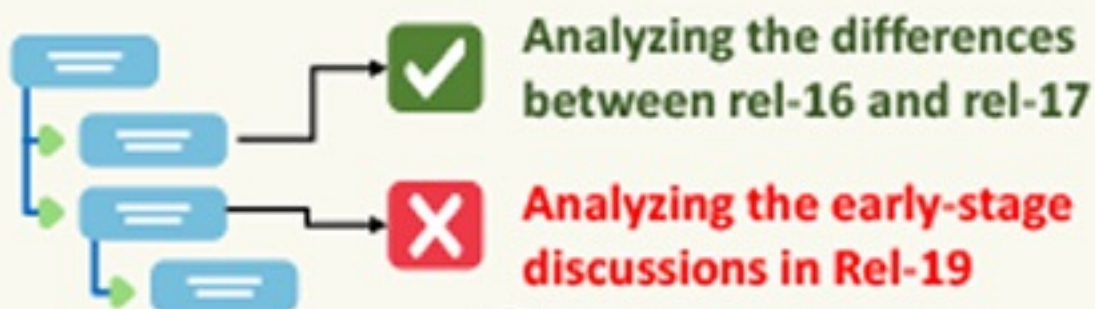 Analyzing the differences
between rel-16 and rel-17
Analyzing the early-stage
discussions in Rel-19